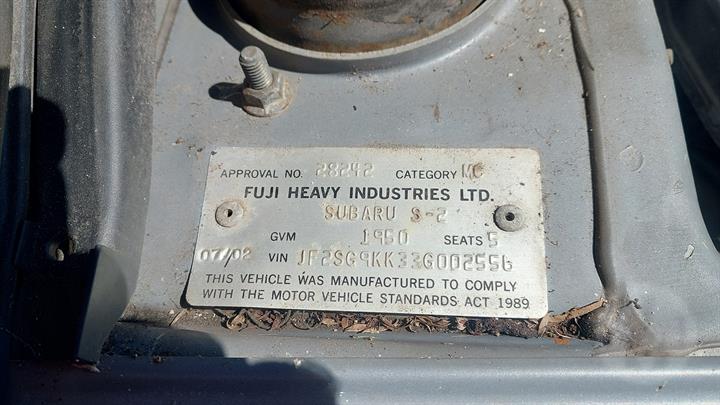 APPROVAL NO. 28242 CATEGORY MC
FUJI HEAVY INDUSTRIES LTD.
SUBARU S-2
GVM 1950 SEATS 5
07/02 VIN JF2SG9KK33G002556
THIS VEHICLE WAS MANUFACTURED TO COMPLY
WITH THE MOTOR VEHICLE STANDARDS ACT 1989